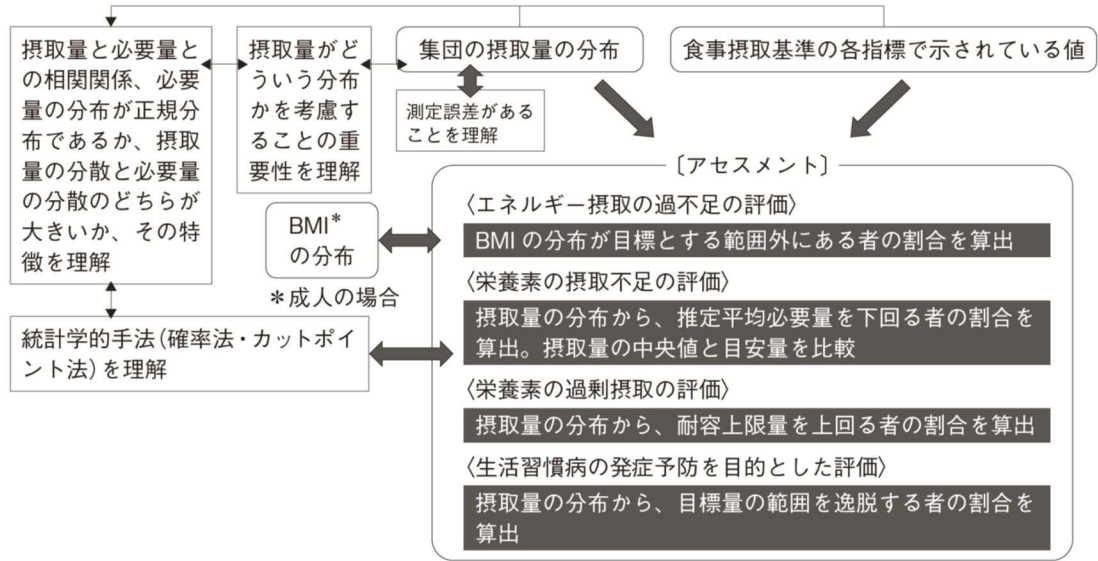 摂取量と必要量と
の相関関係、必要
量の分布が正規分
布であるか、摂取
量の分散と必要量
の分散のどちらが
大きいか、その特
徴を理解
摂取量がど
ういう分布
かを考慮す
ることの重
要性を理解
集団の摂取量の分布
食事摂取基準の各指標で示されている値
測定誤差がある
ことを理解
BMI*
の分布
*成人の場合
統計学的手法(確率法・カットポイ
ント法)を理解
〔アセスメント〕
〈エネルギー摂取の過不足の評価〉
BMI の分布が目標とする範囲外にある者の割合を算出
〈栄養素の摂取不足の評価〉
摂取量の分布から、推定平均必要量を下回る者の割合を
算出。摂取量の中央値と目安量を比較
〈栄養素の過剰摂取の評価〉
摂取量の分布から、耐容上限量を上回る者の割合を算出
〈生活習慣病の発症予防を目的とした評価〉
摂取量の分布から、目標量の範囲を逸脱する者の割合を
算出